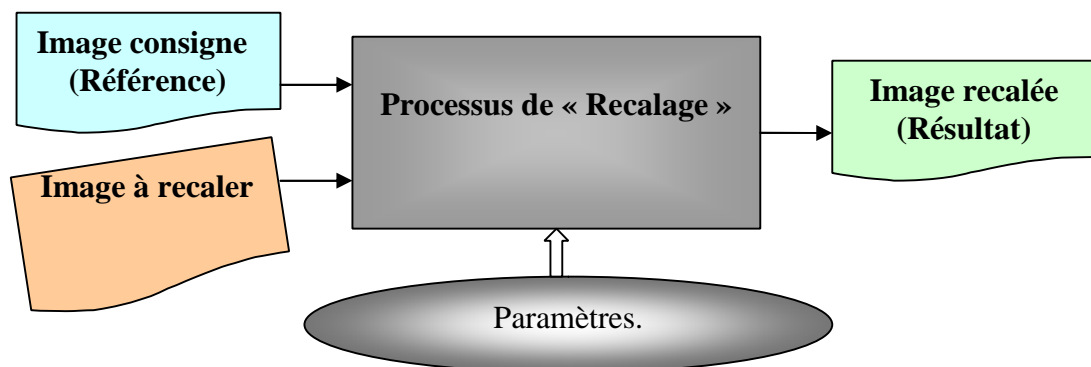 Image consigne
(Référence)
Processus de « Recalage »
Image recalée
(Résultat)
Image à recaler
Paramètres.